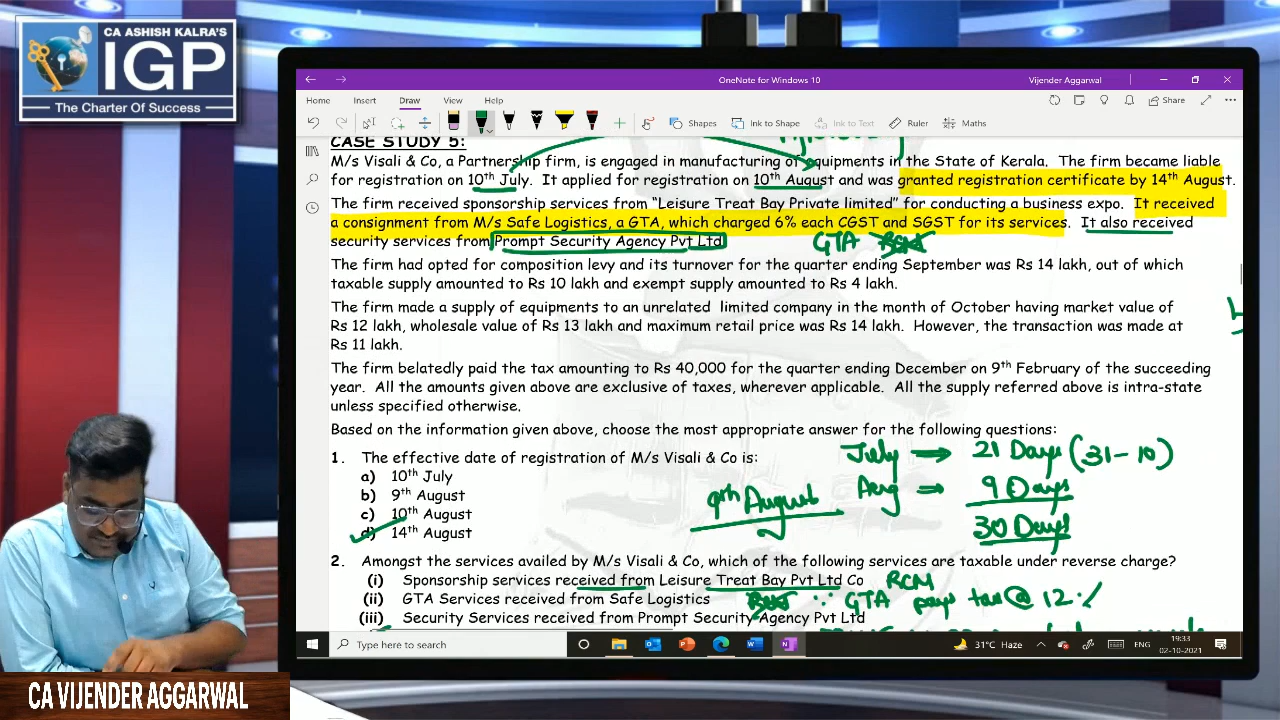 CA ASHISH KALRA'S
IGP
The Charter Of Success
OneNote for Windows 10
Vijender Aggarwal
Home Insert Draw View Help
Share
Shapes Ink to Shape Ink to Text Ruler Maths
CASE STUDY 5:
M/s Visali & Co, a Partnership firm, is engaged in manufacturing of equipments in the State of Kerala. The firm became liable
for registration on 10th July. It applied for registration on 10th August and was granted registration certificate by 14th August.
The firm received sponsorship services from “Leisure Treat Bay Private limited” for conducting a business expo. It received
a consignment from M/s Safe Logistics, a GTA, which charged 6% each CGST and SGST for its services. It also received
security services from Prompt Security Agency Pvt Ltd
GTA
The firm had opted for composition levy and its turnover for the quarter ending September was Rs 14 lakh, out of which
taxable supply amounted to Rs 10 lakh and exempt supply amounted to Rs 4 lakh.
The firm made a supply of equipments to an unrelated limited company in the month of October having market value of
Rs 12 lakh, wholesale value of Rs 13 lakh and maximum retail price was Rs 14 lakh. However, the transaction was made at
Rs 11 lakh.
The firm belatedly paid the tax amounting to Rs 40,000 for the quarter ending December on 9th February of the succeeding
year. All the amounts given above are exclusive of taxes, wherever applicable. All the supply referred above is intra-state
unless specified otherwise.
Based on the information given above, choose the most appropriate answer for the following questions:
1. The effective date of registration of M/s Visali & Co is:
a) 10th July
b) 9th August
c) 10th August
d) 14th August
July → 21 Days (31-10)
Aug → 9 Days
30 Days
9th August
2. Amongst the services availed by M/s Visali & Co, which of the following services are taxable under reverse charge?
(i) Sponsorship services received from Leisure Treat Bay Pvt Ltd Co RCM
(ii) GTA Services received from Safe Logistics ∵ GTA pays tax @ 12%
(iii) Security Services received from Prompt Security Agency Pvt Ltd
Type here to search
31°C Haze
ENG
19:33
02-10-2021
CA VIJENDER AGGARWAL